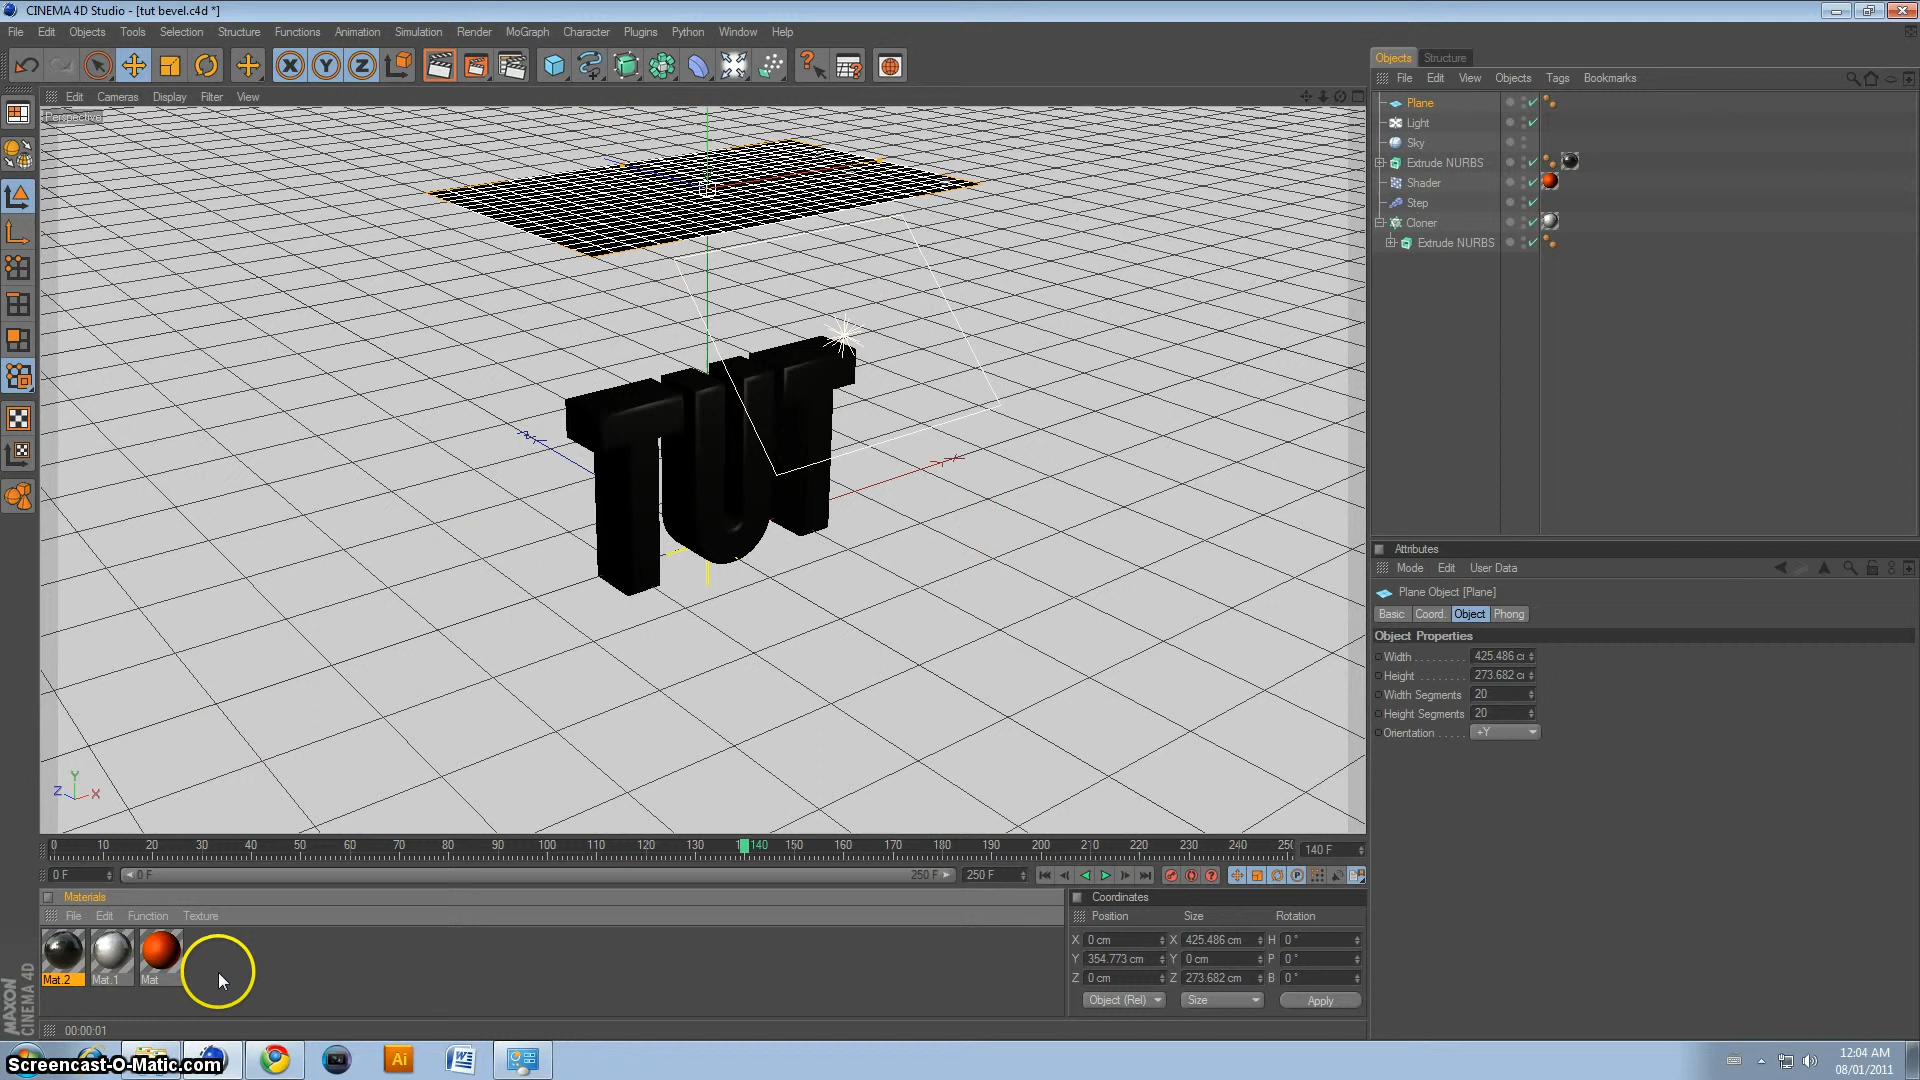 CINEMA 4D Studio - [tut bevel.c4d *]
File Edit Objects Tools Selection Structure Functions Animation Simulation Render MoGraph Character Plugins Python Window Help
X Y Z
Objects Structure
File Edit View Objects Tags Bookmarks
Edit Cameras Display Filter View
Perspective
Plane
Light
Sky
Extrude NURBS
Shader
Step
Cloner
Extrude NURBS
TUT
Attributes
Mode Edit User Data
Plane Object [Plane]
Basic Coord. Object Phong
Object Properties
Width 425.486 c
Height 273.682 c
Width Segments 20
Height Segments 20
Orientation +Y
Y
Z X
0 10 20 30 40 50 60 70 80 90 100 110 120 130 140 150 160 170 180 190 200 210 220 230 240 250
140 F
0 F 0 F 250 F 250 F
Materials
File Edit Function Texture
Mat.2 Mat.1 Mat
Coordinates
Position Size Rotation
X 0 cm X 425.486 cm H 0 °
Y 354.773 cm Y 0 cm P 0 °
Z 0 cm Z 273.682 cm B 0 °
Object (Rel) Size Apply
MAXON
CINEMA 4D
00:00:01
Screencast-O-Matic.com
Ai
W
12:04 AM
08/01/2011